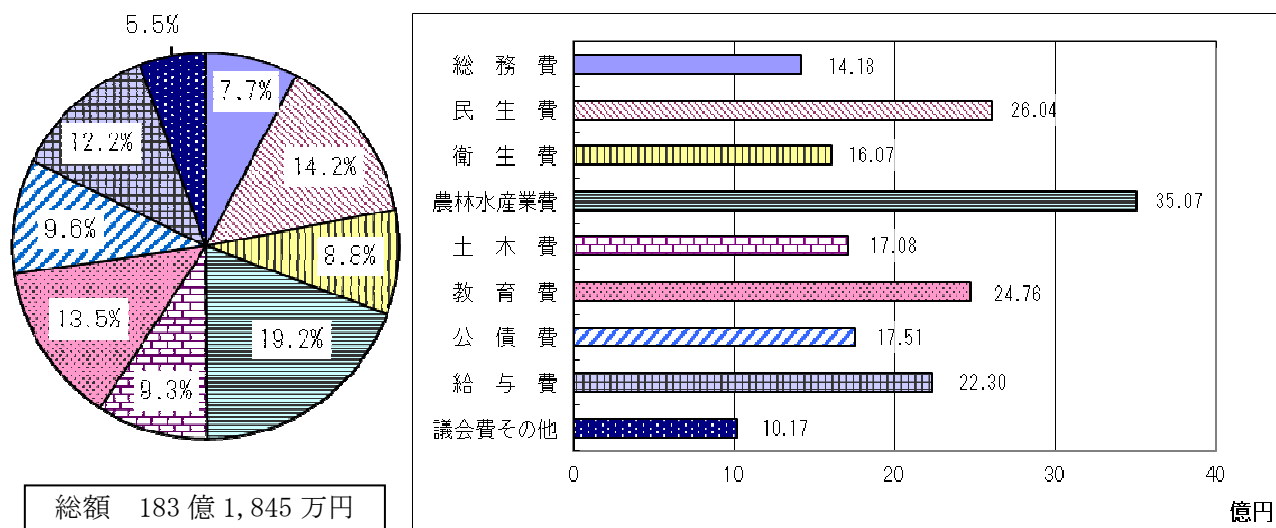 5.5%
7.7%
14.2%
8.8%
19.2%
9.3%
13.5%
9.6%
12.2%
総額 183億1,845万円
総務費 14.18
民生費 26.04
衛生費 16.07
農林水産業費 35.07
土木費 17.08
教育費 24.76
公債費 17.51
給与費 22.30
議会費その他 10.17
0 10 20 30 40
億円